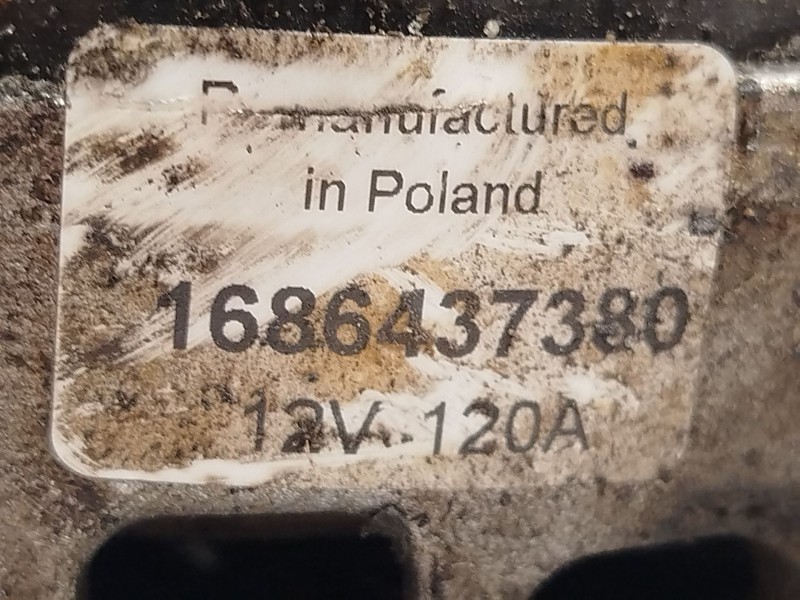 Remanufactured
in Poland
1686437380
12V 120A